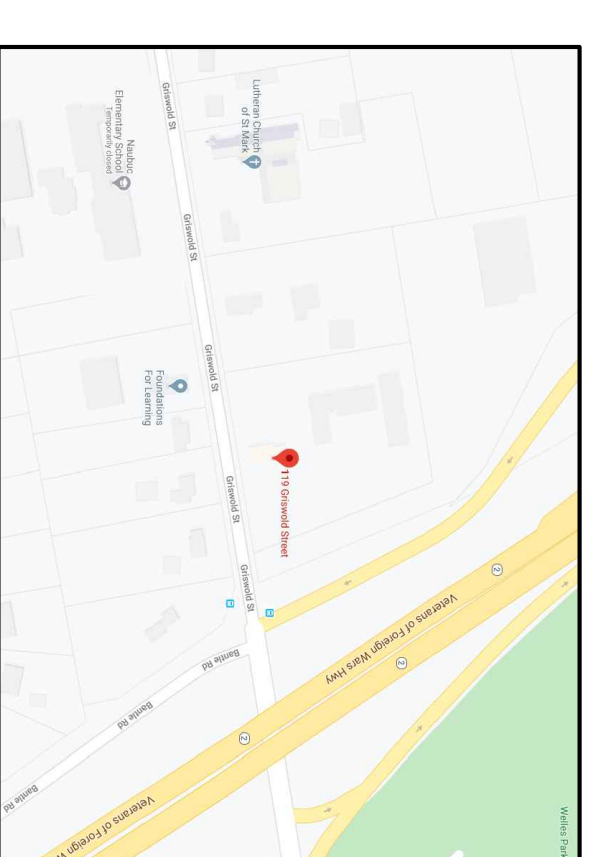 Welles Park
2
Veterans of Foreign Wars Hwy
2
119 Griswold Street
Lutheran Church
of St Mark
2
Griswold St
Griswold St
Bantle Rd
Griswold St
Griswold St
Griswold St
Foundations
For Learning
Bantle Rd
Naubuc
Elementary School
Temporarily closed
Veterans of Foreign
Bantle Rd